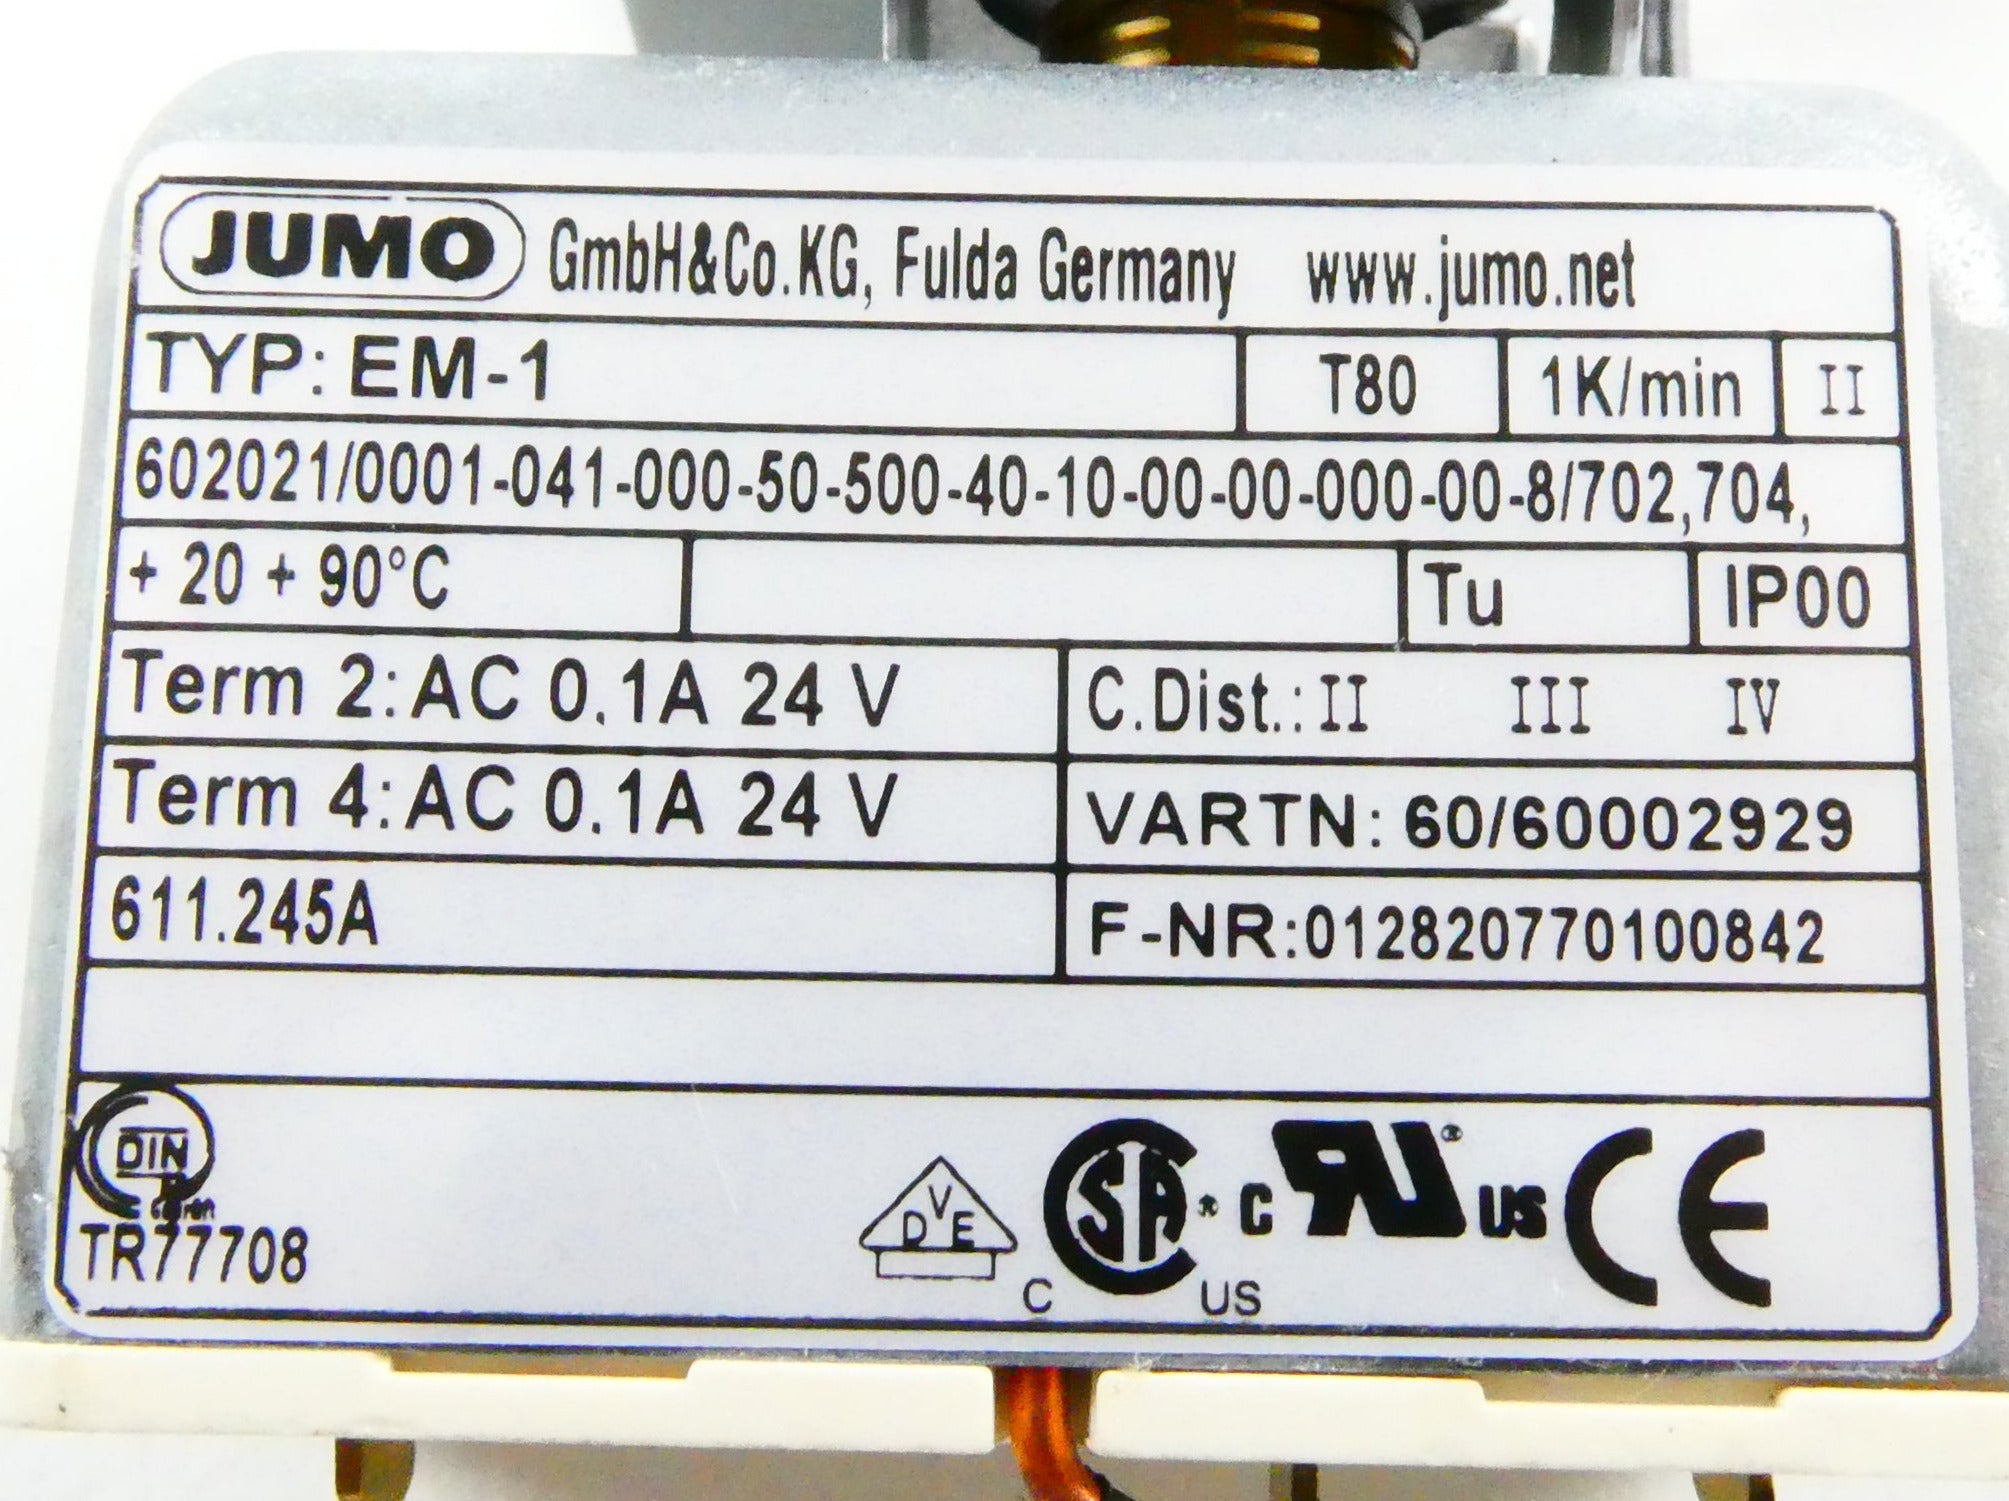 JUMO GmbH&Co.KG, Fulda Germany www.jumo.net
TYP: EM-1 T80 1K/min II
602021/0001-041-000-50-500-40-10-00-00-000-00-8/702,704,
+ 20 + 90°C Tu IP00
Term 2: AC 0.1A 24 V C.Dist.: II III IV
Term 4: AC 0.1A 24 V VARTN: 60/60002929
611.245A F-NR:012820770100842
DIN
TR77708
DVE
C SA US
C RU ® US CE